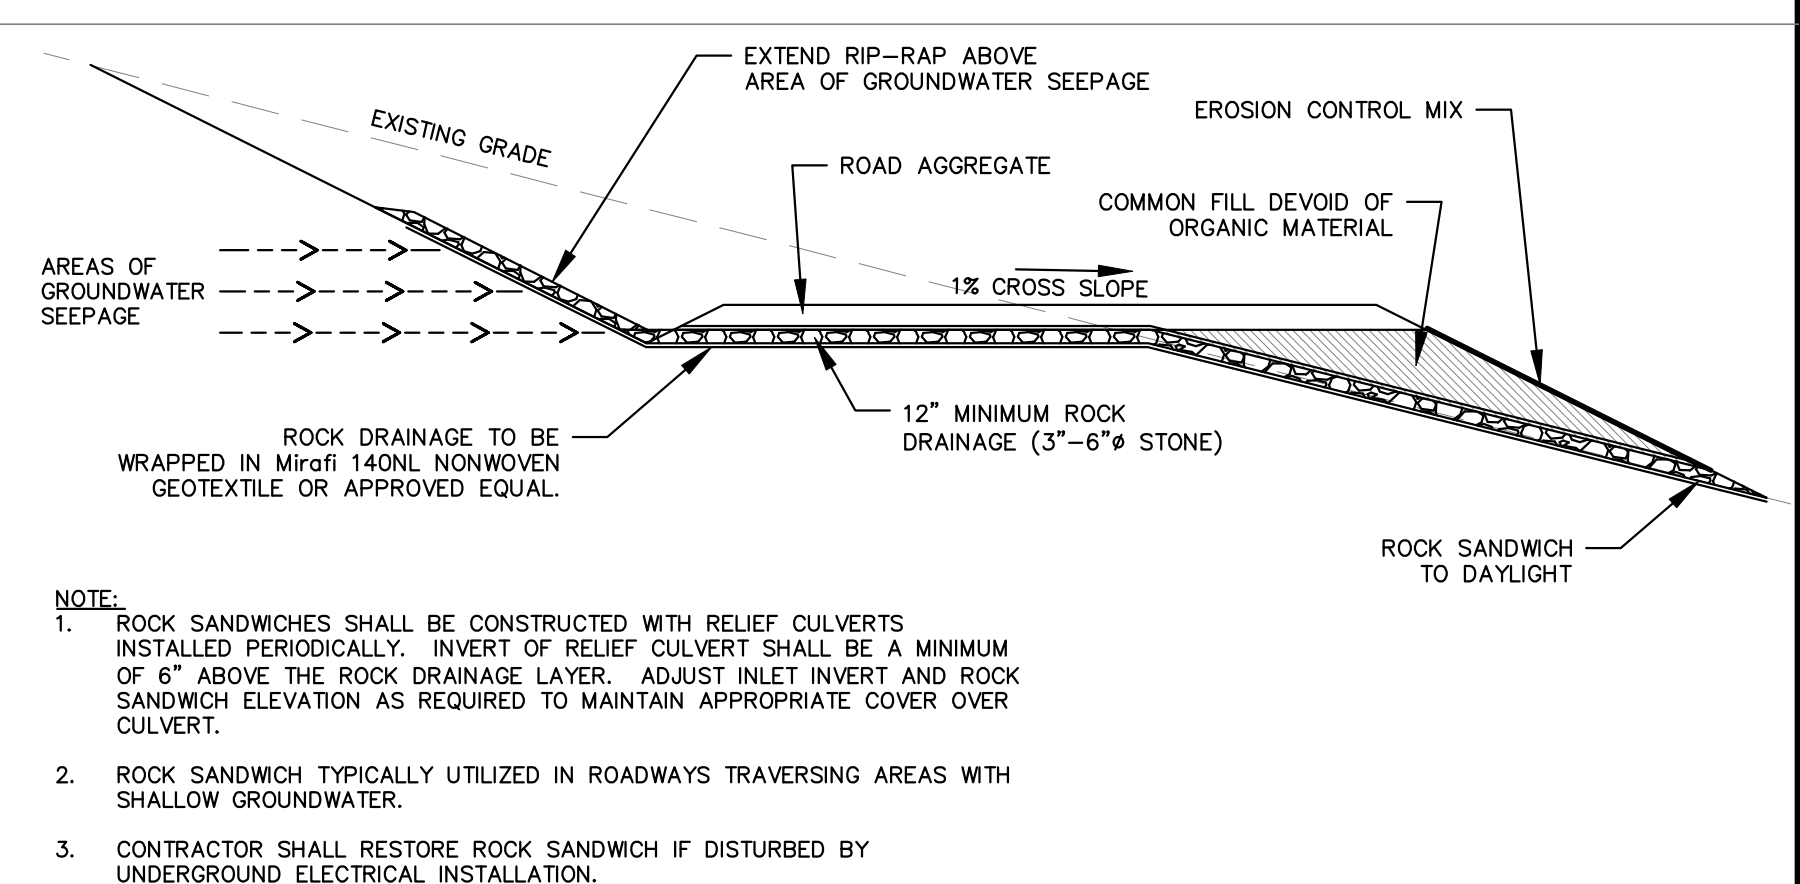 EXTEND RIP-RAP ABOVE
AREA OF GROUNDWATER SEEPAGE
EROSION CONTROL MIX
EXISTING GRADE
ROAD AGGREGATE
COMMON FILL DEVOID OF
ORGANIC MATERIAL
AREAS OF
GROUNDWATER
SEEPAGE
1% CROSS SLOPE
12" MINIMUM ROCK
DRAINAGE (3"-6"ø STONE)
ROCK DRAINAGE TO BE
WRAPPED IN Mirafi 140NL NONWOVEN
GEOTEXTILE OR APPROVED EQUAL.
ROCK SANDWICH
TO DAYLIGHT
NOTE:
1. ROCK SANDWICHES SHALL BE CONSTRUCTED WITH RELIEF CULVERTS
INSTALLED PERIODICALLY. INVERT OF RELIEF CULVERT SHALL BE A MINIMUM
OF 6" ABOVE THE ROCK DRAINAGE LAYER. ADJUST INLET INVERT AND ROCK
SANDWICH ELEVATION AS REQUIRED TO MAINTAIN APPROPRIATE COVER OVER
CULVERT.
2. ROCK SANDWICH TYPICALLY UTILIZED IN ROADWAYS TRAVERSING AREAS WITH
SHALLOW GROUNDWATER.
3. CONTRACTOR SHALL RESTORE ROCK SANDWICH IF DISTURBED BY
UNDERGROUND ELECTRICAL INSTALLATION.